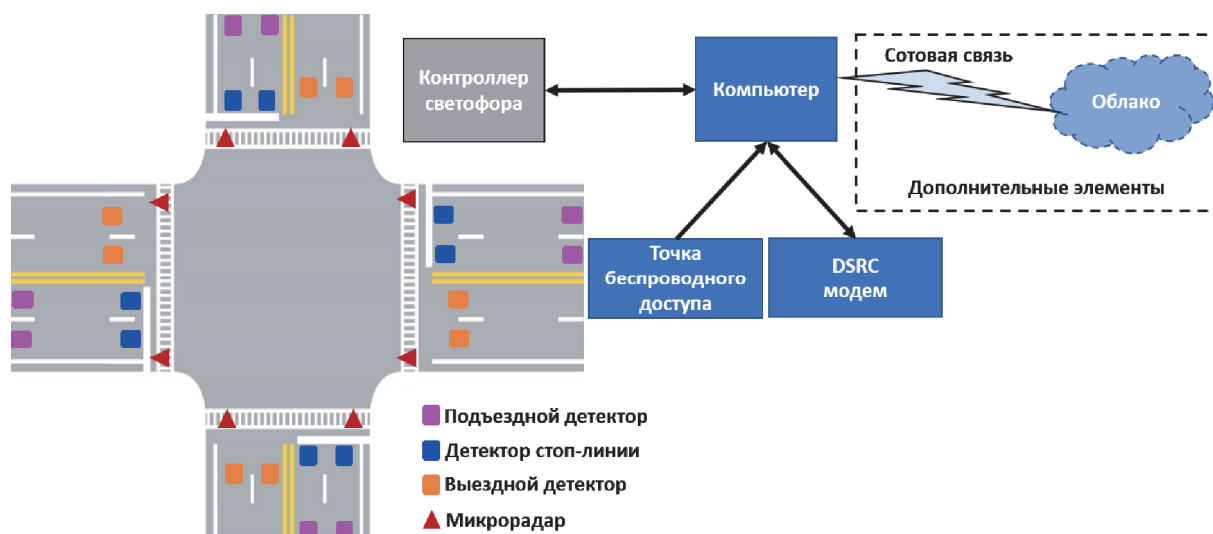 Контроллер
светофора
Компьютер
Сотовая связь
Облако
Дополнительные элементы
Точка
беспроводного
доступа
DSRC
модем
Подъездной детектор
Детектор стоп-линии
Выездной детектор
Микрорадар